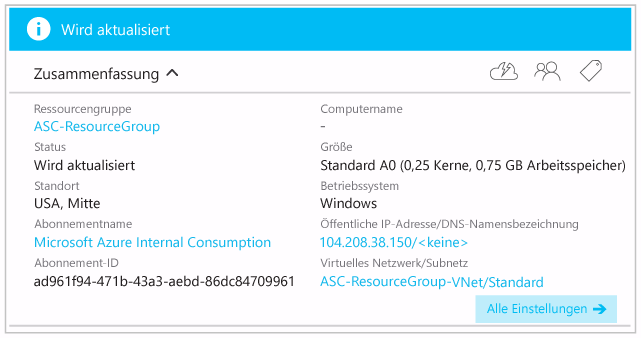 Wird aktualisiert
Zusammenfassung
Ressourcengruppe
ASC-ResourceGroup
Status
Wird aktualisiert
Standort
USA, Mitte
Abonnementname
Microsoft Azure Internal Consumption
Abonnement-ID
ad961f94-471b-43a3-aebd-86dc84709961
Computername
-
Größe
Standard A0 (0,25 Kerne, 0,75 GB Arbeitsspeicher)
Betriebssystem
Windows
Öffentliche IP-Adresse/DNS-Namensbezeichnung
104.208.38.150/<keine>
Virtuelles Netzwerk/Subnetz
ASC-ResourceGroup-VNet/Standard
Alle Einstellungen